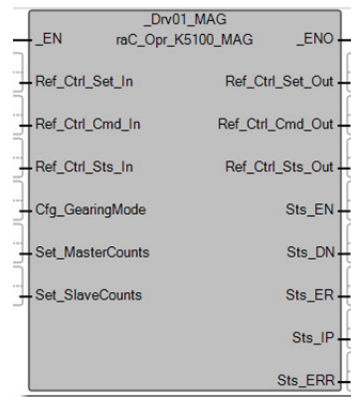 _Drv01_MAG
_EN raC_Opr_K5100_MAG _ENO
Ref_Ctrl_Set_In Ref_Ctrl_Set_Out
Ref_Ctrl_Cmd_In Ref_Ctrl_Cmd_Out
Ref_Ctrl_Sts_In Ref_Ctrl_Sts_Out
Cfg_GearingMode Sts_EN
Set_MasterCounts Sts_DN
Set_SlaveCounts Sts_ER
Sts_IP
Sts_ERR